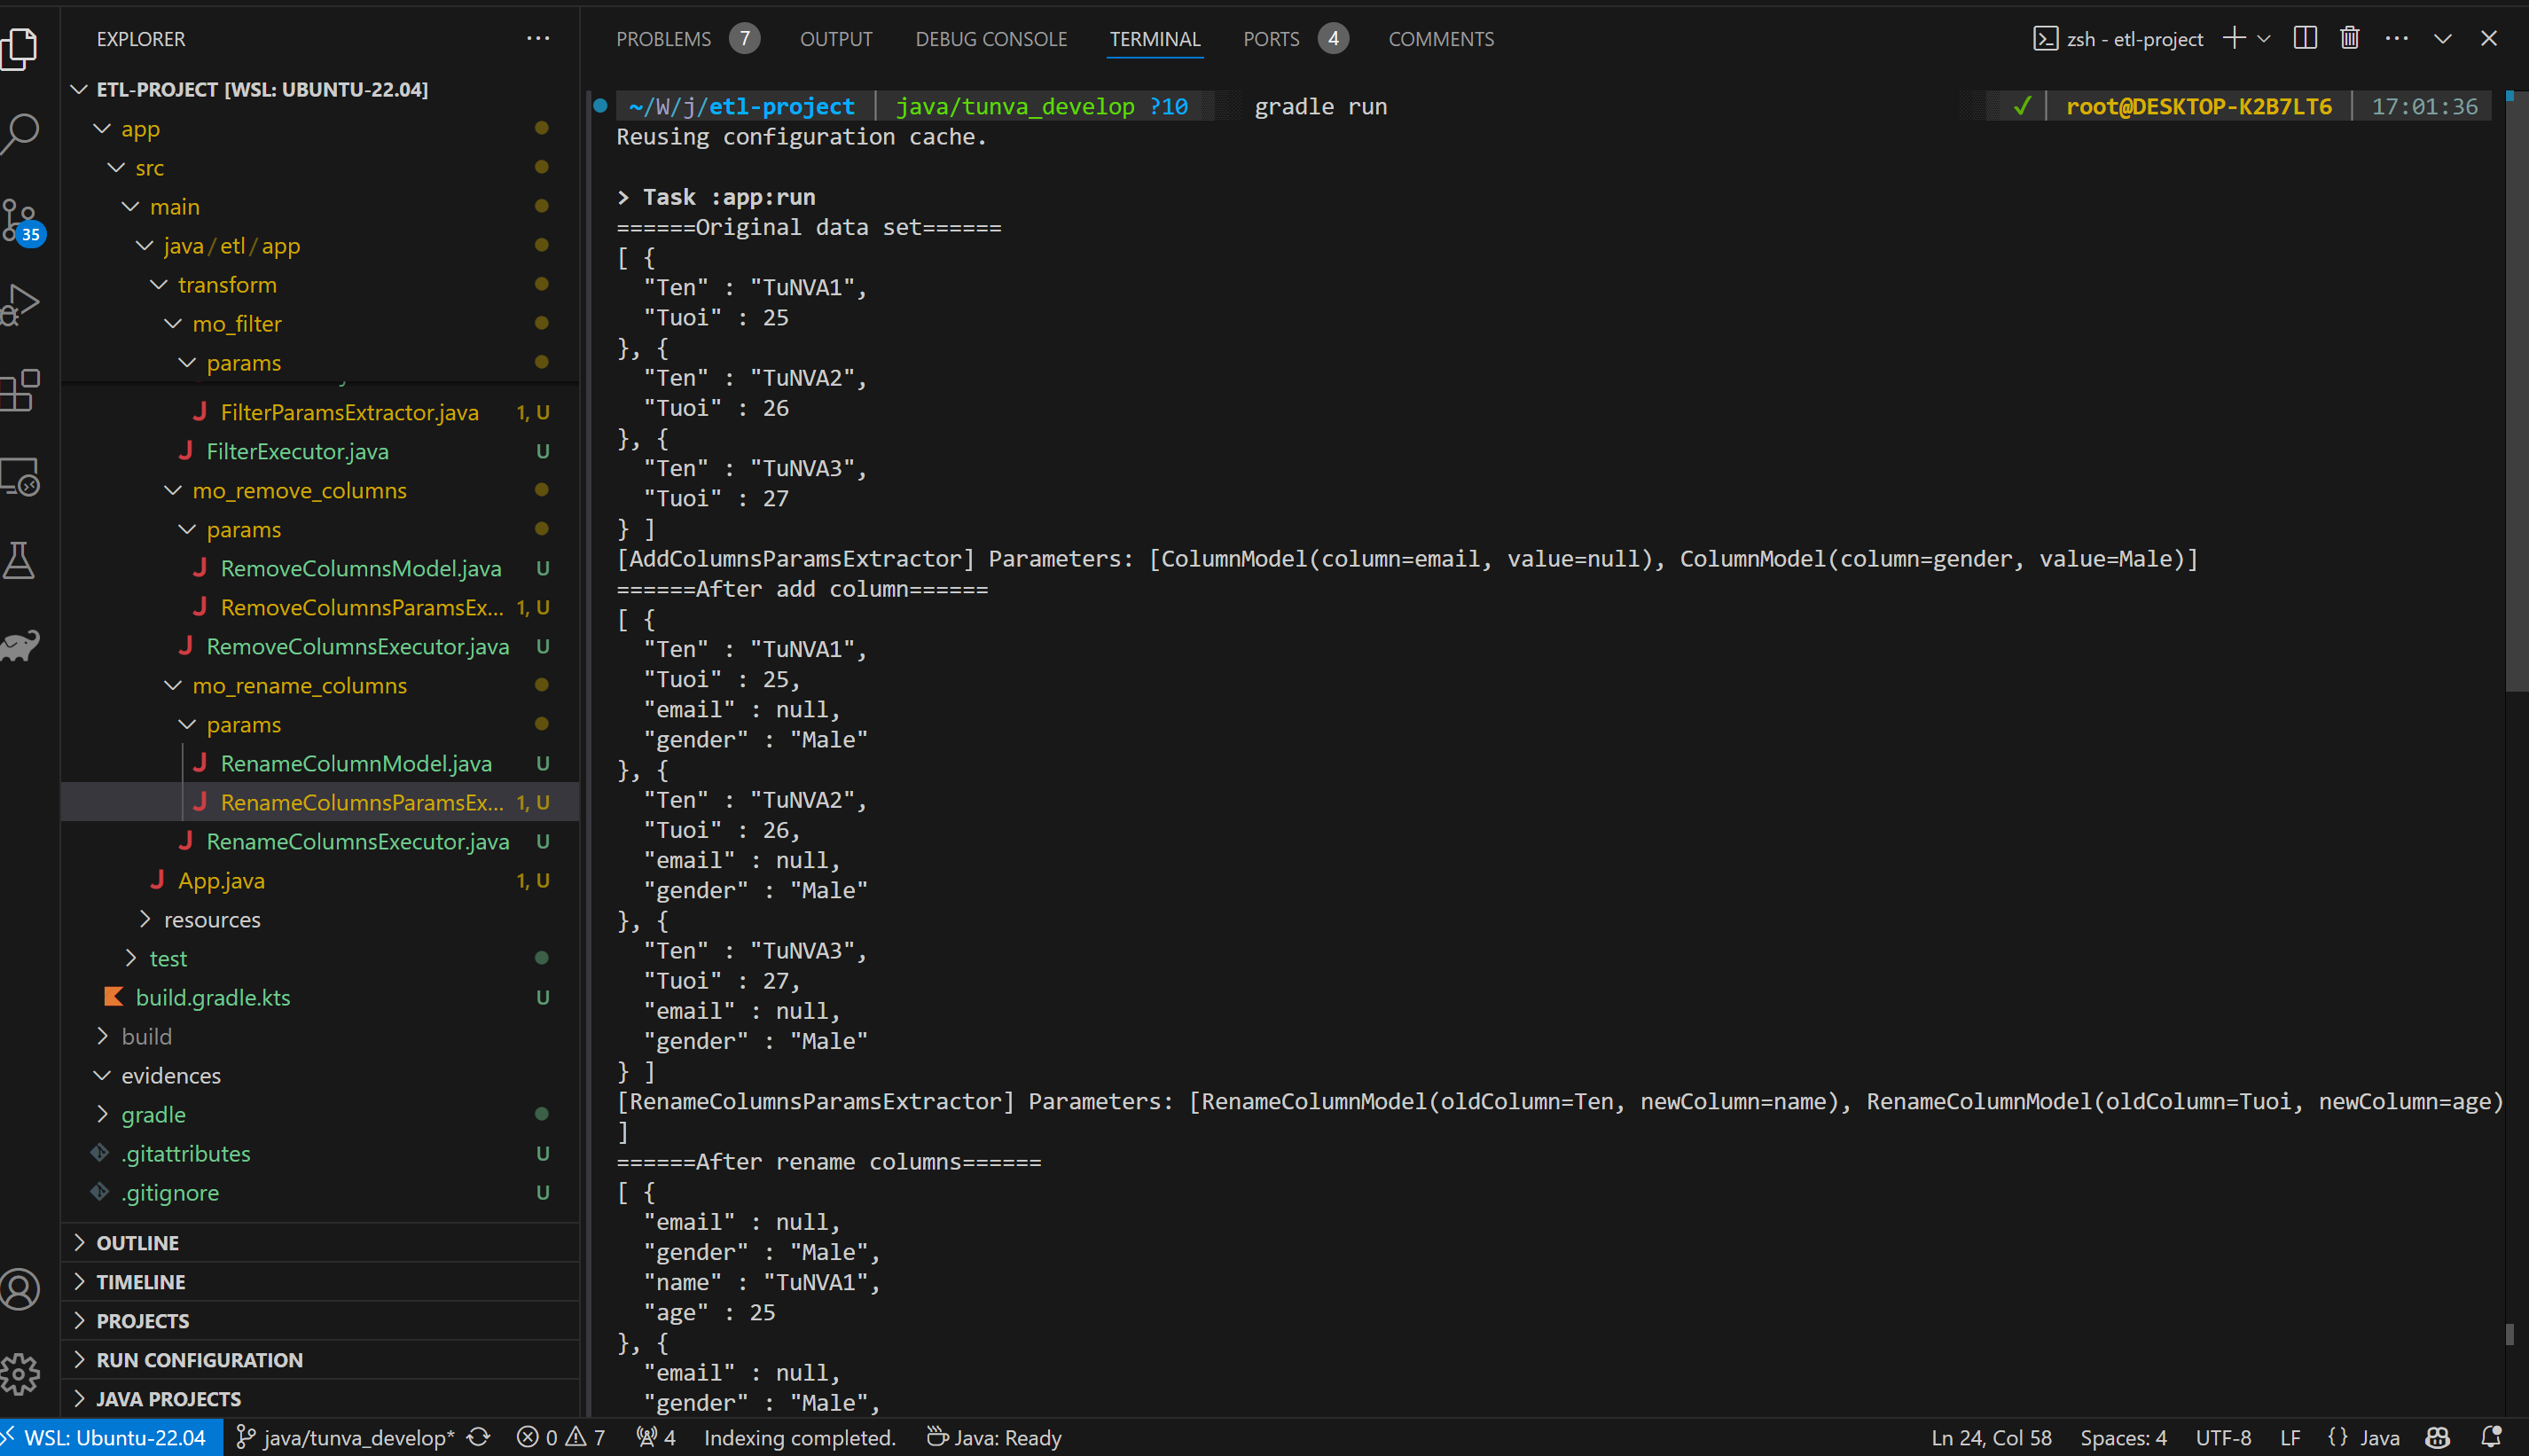 EXPLORER
ETL-PROJECT [WSL: UBUNTU-22.04]
app
src
main
java/etl/app
transform
mo_filter
params
FilterParamsExtractor.java 1, U
FilterExecutor.java U
mo_remove_columns
params
RemoveColumnsModel.java U
RemoveColumnsParamsEx... 1, U
RemoveColumnsExecutor.java U
mo_rename_columns
params
RenameColumnModel.java U
RenameColumnsParamsEx... 1, U
RenameColumnsExecutor.java U
App.java 1, U
resources
test
build.gradle.kts U
build
evidences
gradle
.gitattributes U
.gitignore U
OUTLINE
TIMELINE
PROJECTS
RUN CONFIGURATION
JAVA PROJECTS
35
PROBLEMS 7 OUTPUT DEBUG CONSOLE TERMINAL PORTS 4 COMMENTS
zsh - etl-project
~/W/j/etl-project java/tunva_develop ?10 gradle run ✓ root@DESKTOP-K2B7LT6 17:01:36
Reusing configuration cache.
> Task :app:run
======Original data set======
[ {
"Ten" : "TuNVA1",
"Tuoi" : 25
}, {
"Ten" : "TuNVA2",
"Tuoi" : 26
}, {
"Ten" : "TuNVA3",
"Tuoi" : 27
} ]
[AddColumnsParamsExtractor] Parameters: [ColumnModel(column=email, value=null), ColumnModel(column=gender, value=Male)]
======After add column======
[ {
"Ten" : "TuNVA1",
"Tuoi" : 25,
"email" : null,
"gender" : "Male"
}, {
"Ten" : "TuNVA2",
"Tuoi" : 26,
"email" : null,
"gender" : "Male"
}, {
"Ten" : "TuNVA3",
"Tuoi" : 27,
"email" : null,
"gender" : "Male"
} ]
[RenameColumnsParamsExtractor] Parameters: [RenameColumnModel(oldColumn=Ten, newColumn=name), RenameColumnModel(oldColumn=Tuoi, newColumn=age)
]
======After rename columns======
[ {
"email" : null,
"gender" : "Male",
"name" : "TuNVA1",
"age" : 25
}, {
"email" : null,
"gender" : "Male",
WSL: Ubuntu-22.04 java/tunva_develop* 0 7 4 Indexing completed. Java: Ready Ln 24, Col 58 Spaces: 4 UTF-8 LF {} Java